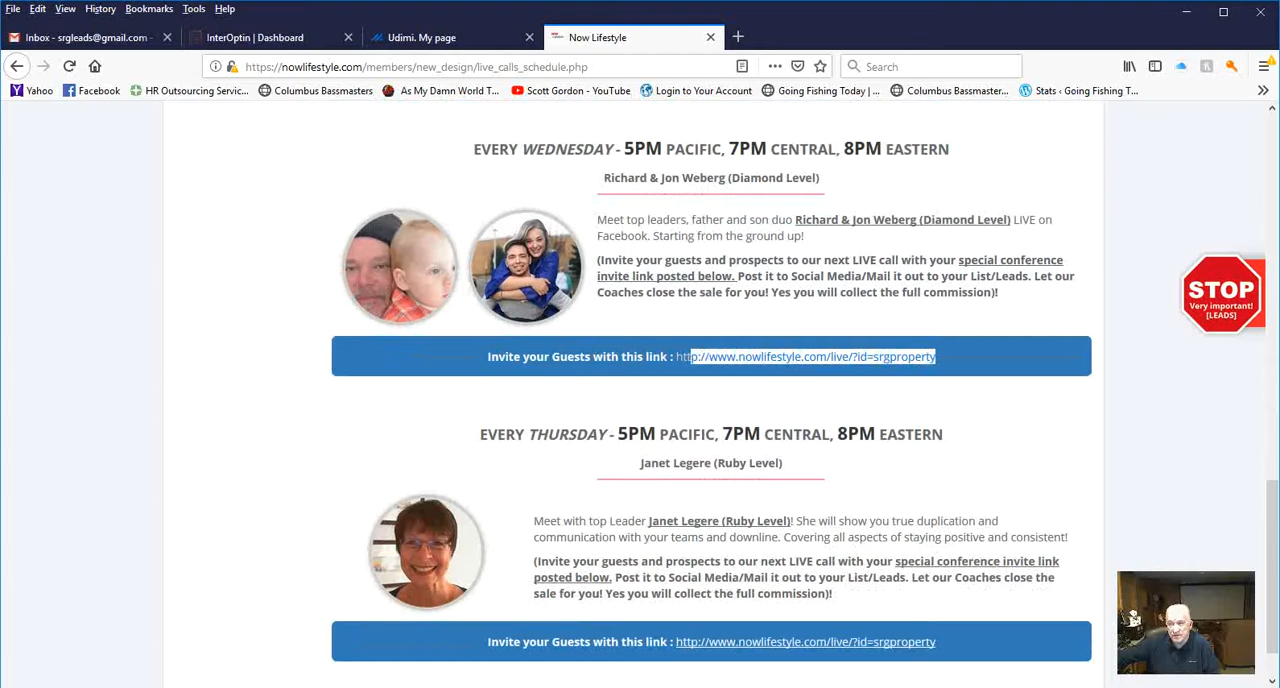 File Edit View History Bookmarks Tools Help
Inbox - srgleads@gmail.com - InterOptin | Dashboard Udimi. My page Now Lifestyle
https://nowlifestyle.com/members/new_design/live_calls_schedule.php Search
Yahoo Facebook HR Outsourcing Servic... Columbus Bassmasters As My Damn World T... Scott Gordon - YouTube Login to Your Account Going Fishing Today | ... Columbus Bassmaster... Stats ‹ Going Fishing T...
EVERY WEDNESDAY - 5PM PACIFIC, 7PM CENTRAL, 8PM EASTERN
Richard & Jon Weberg (Diamond Level)
Meet top leaders, father and son duo Richard & Jon Weberg (Diamond Level) LIVE on
Facebook. Starting from the ground up!
(Invite your guests and prospects to our next LIVE call with your special conference
invite link posted below. Post it to Social Media/Mail it out to your List/Leads. Let our
Coaches close the sale for you! Yes you will collect the full commission)!
Invite your Guests with this link : http://www.nowlifestyle.com/live/?id=srgproperty
EVERY THURSDAY - 5PM PACIFIC, 7PM CENTRAL, 8PM EASTERN
Janet Legere (Ruby Level)
Meet with top Leader Janet Legere (Ruby Level)! She will show you true duplication and
communication with your teams and downline. Covering all aspects of staying positive and consistent!
(Invite your guests and prospects to our next LIVE call with your special conference invite link
posted below. Post it to Social Media/Mail it out to your List/Leads. Let our Coaches close the
sale for you! Yes you will collect the full commission)!
Invite your Guests with this link : http://www.nowlifestyle.com/live/?id=srgproperty
STOP
Very important!
[LEADS]